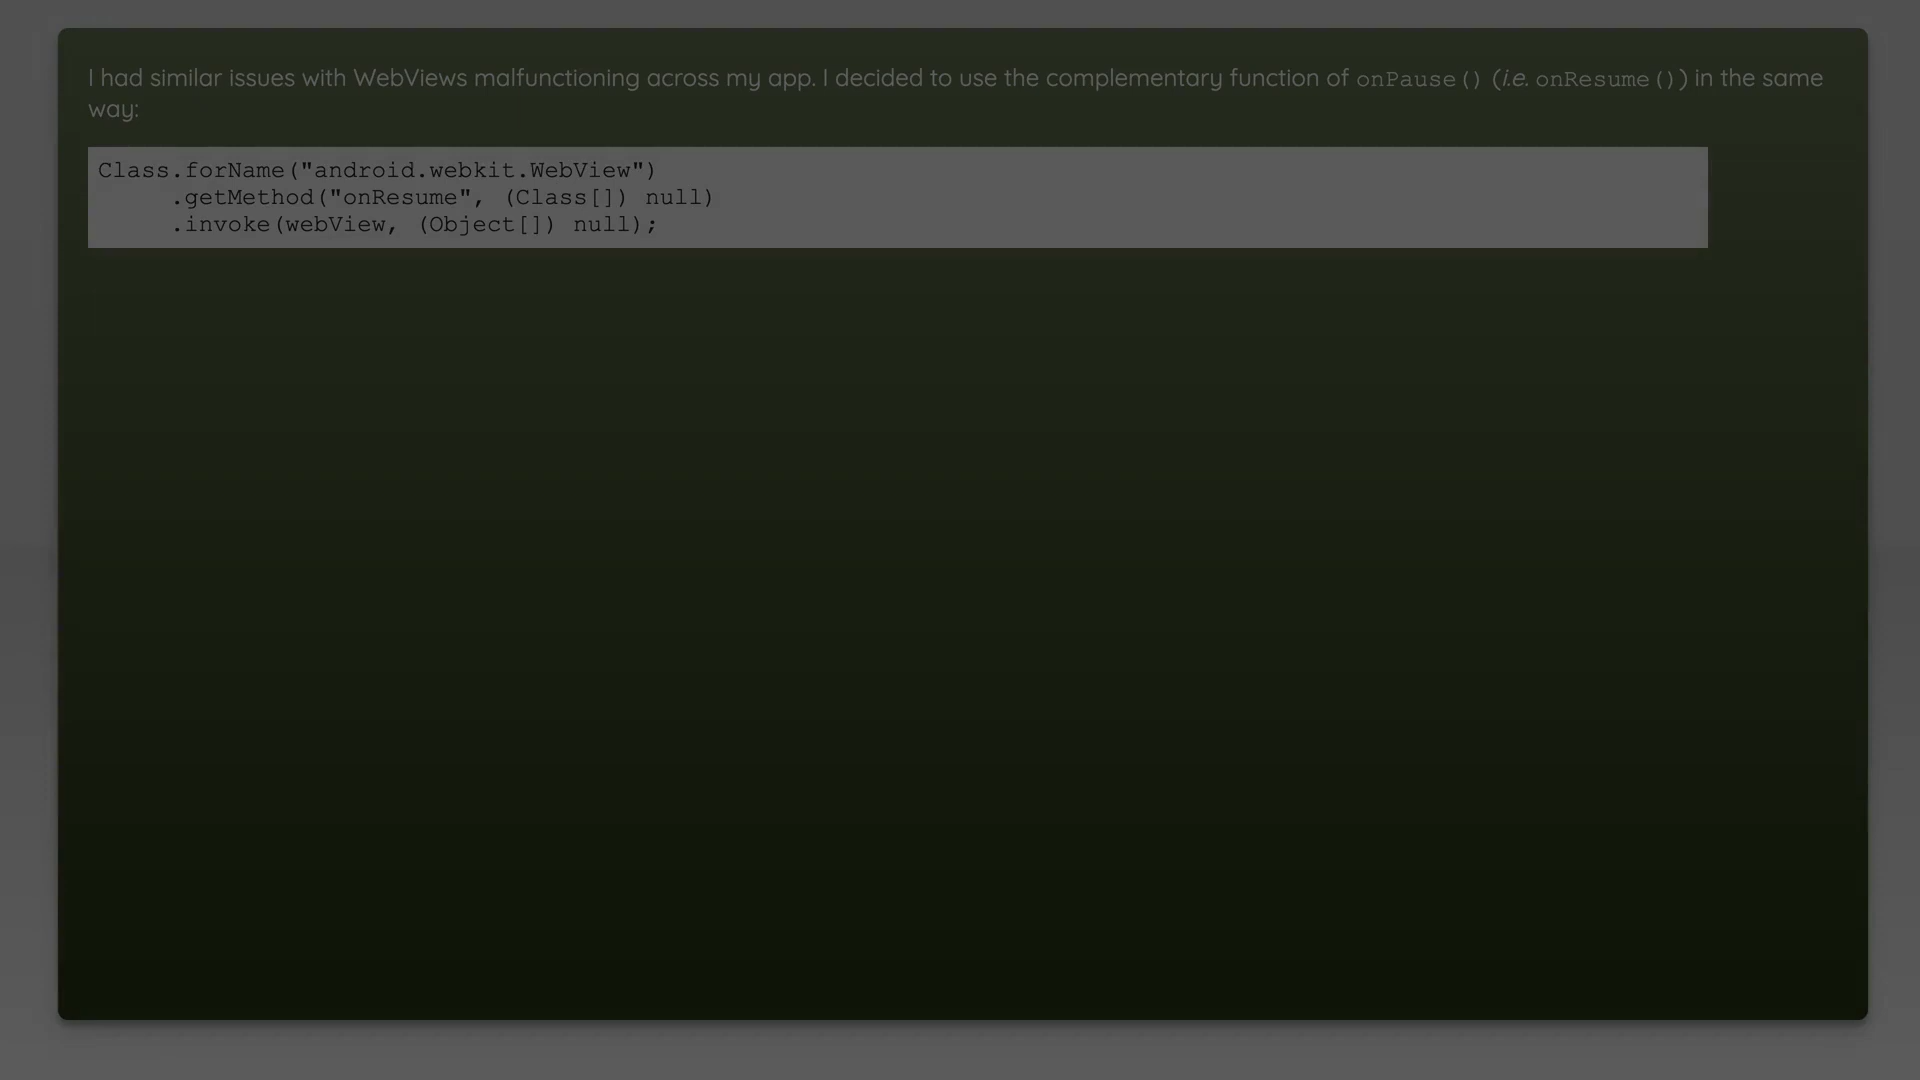 I had similar issues with WebViews malfunctioning across my app. I decided to use the complementary function of onPause() (i.e. onResume()) in the same
way:
Class.forName("android.webkit.WebView")
.getMethod("onResume", (Class[]) null)
.invoke(webView, (Object[]) null);